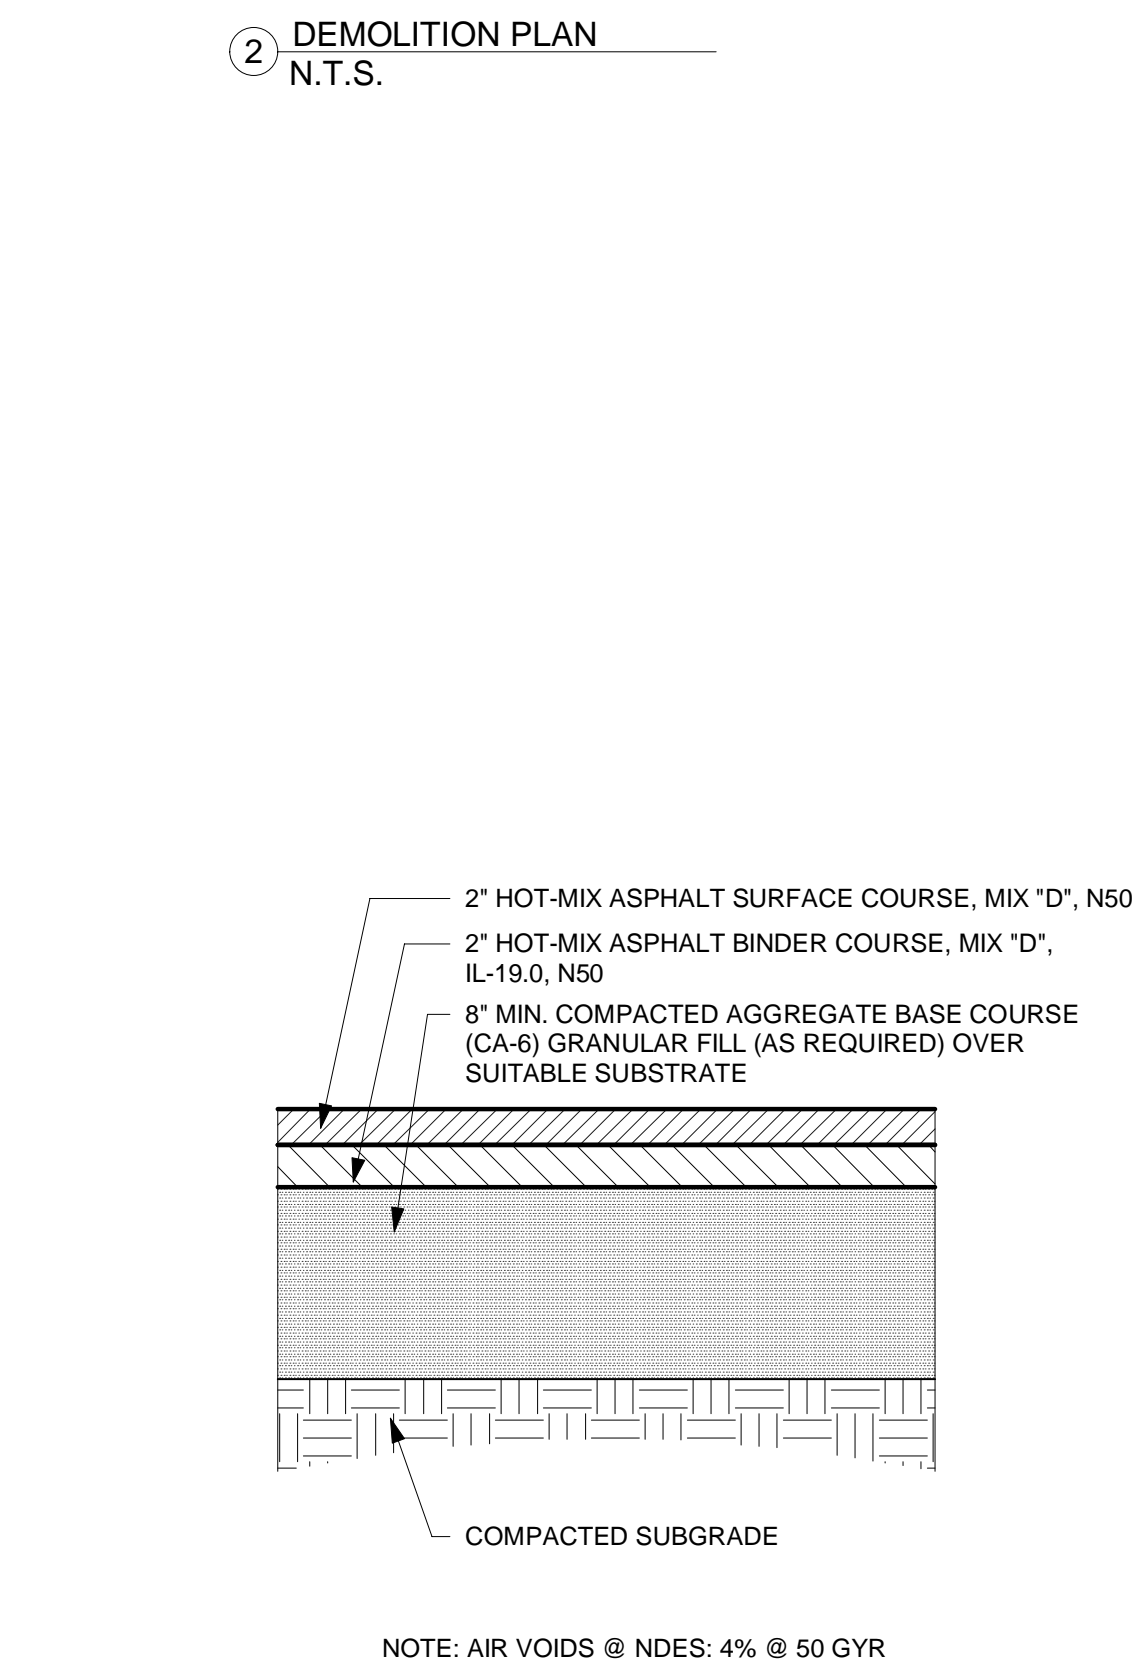 2
DEMOLITION PLAN
N.T.S.
2" HOT-MIX ASPHALT SURFACE COURSE, MIX "D", N50
2" HOT-MIX ASPHALT BINDER COURSE, MIX "D",
IL-19.0, N50
8" MIN. COMPACTED AGGREGATE BASE COURSE
(CA-6) GRANULAR FILL (AS REQUIRED) OVER
SUITABLE SUBSTRATE
COMPACTED SUBGRADE
NOTE: AIR VOIDS @ NDES: 4% @ 50 GYR